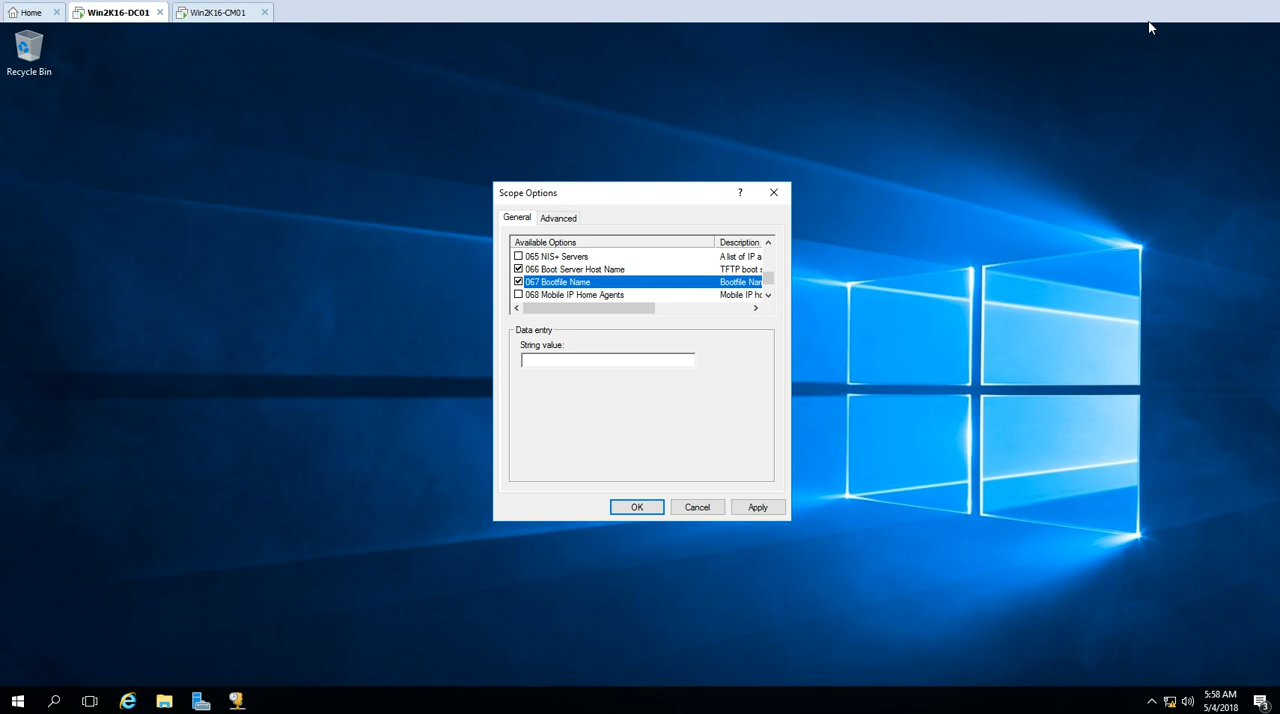 Home
Win2K16-DC01
Win2K16-CM01
Recycle Bin
Scope Options
General
Advanced
Available Options
Description
065 NIS+ Servers
A list of IP a
066 Boot Server Host Name
TFTP boot s
067 Bootfile Name
Bootfile Nam
068 Mobile IP Home Agents
Mobile IP ho
Data entry
String value:
OK
Cancel
Apply
5:58 AM
5/4/2018
3